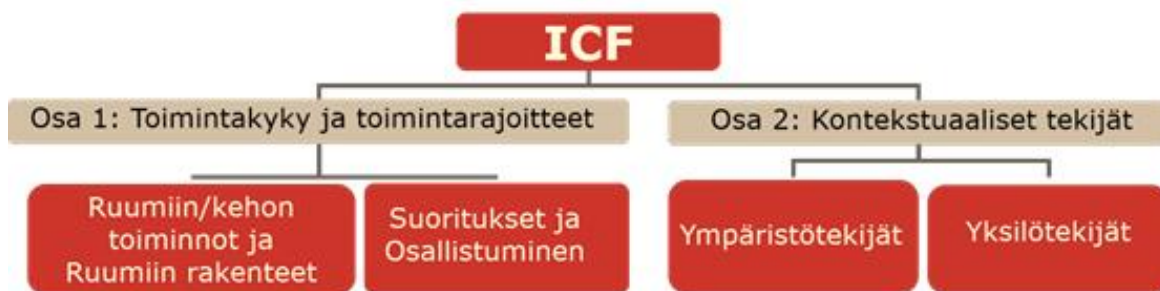 ICF
Osa 1: Toimintakyky ja toimintarajoitteet
Osa 2: Kontekstuaaliset tekijät
Ruumiin/kehon
toiminnot ja
Ruumiin rakenteet
Suoritukset ja
Osallistuminen
Ympäristötekijät
Yksilötekijät